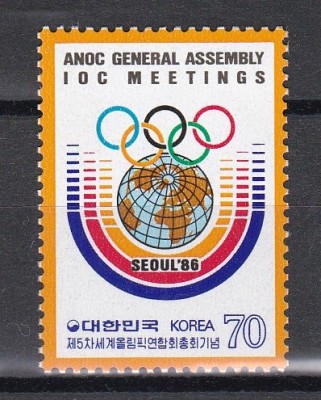 ANOC GENERAL ASSEMBLY
IOC MEETINGS
SEOUL'86
대한민국 KOREA 70
제5차세계올림픽연합회총회기념